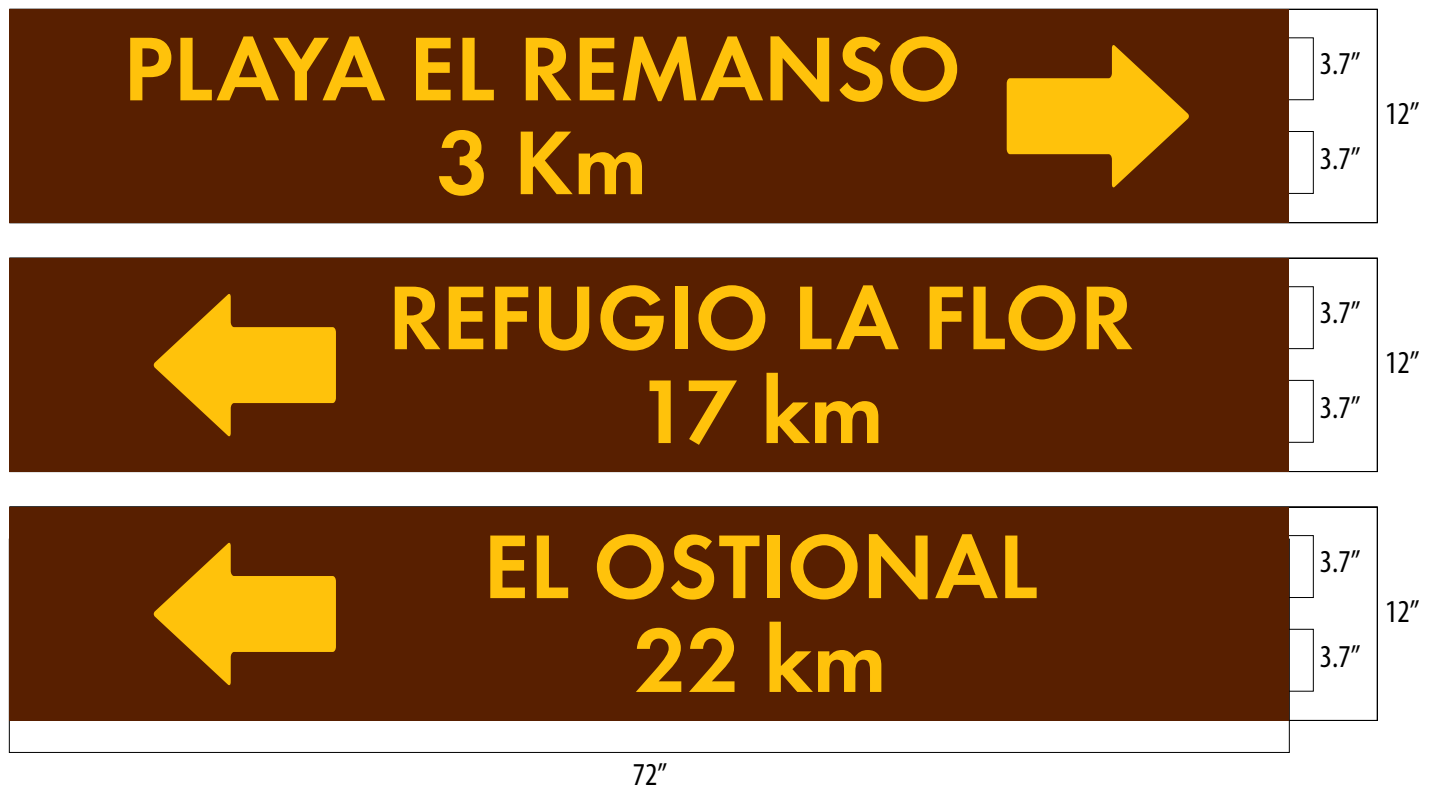 PLAYA EL REMANSO
3 Km
3.7”
3.7”
12”
REFUGIO LA FLOR
17 km
3.7”
3.7”
12”
EL OSTIONAL
22 km
3.7”
3.7”
12”
72”